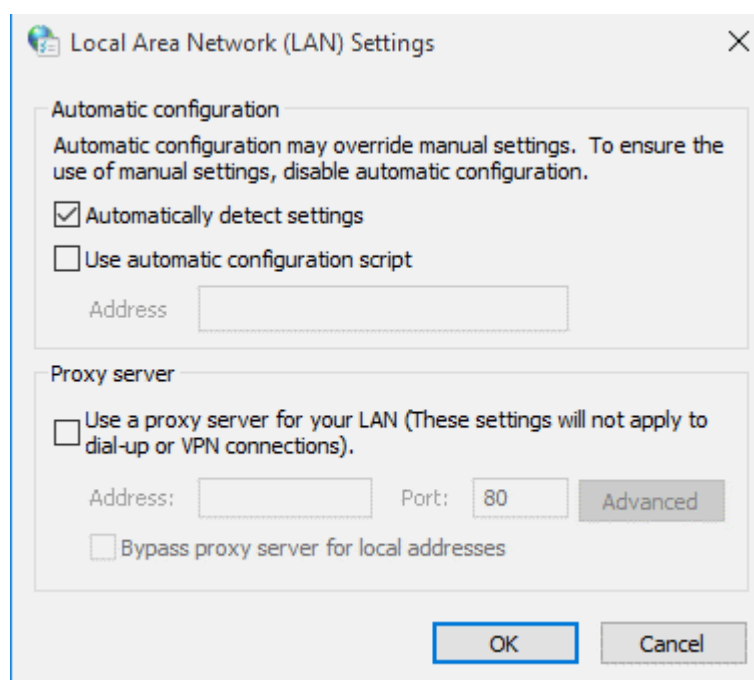 Local Area Network (LAN) Settings
Automatic configuration
Automatic configuration may override manual settings.  To ensure the
use of manual settings, disable automatic configuration.
Automatically detect settings
Use automatic configuration script
Address
Proxy server
Use a proxy server for your LAN (These settings will not apply to
dial-up or VPN connections).
Address: Port: 80 Advanced
Bypass proxy server for local addresses
OK Cancel